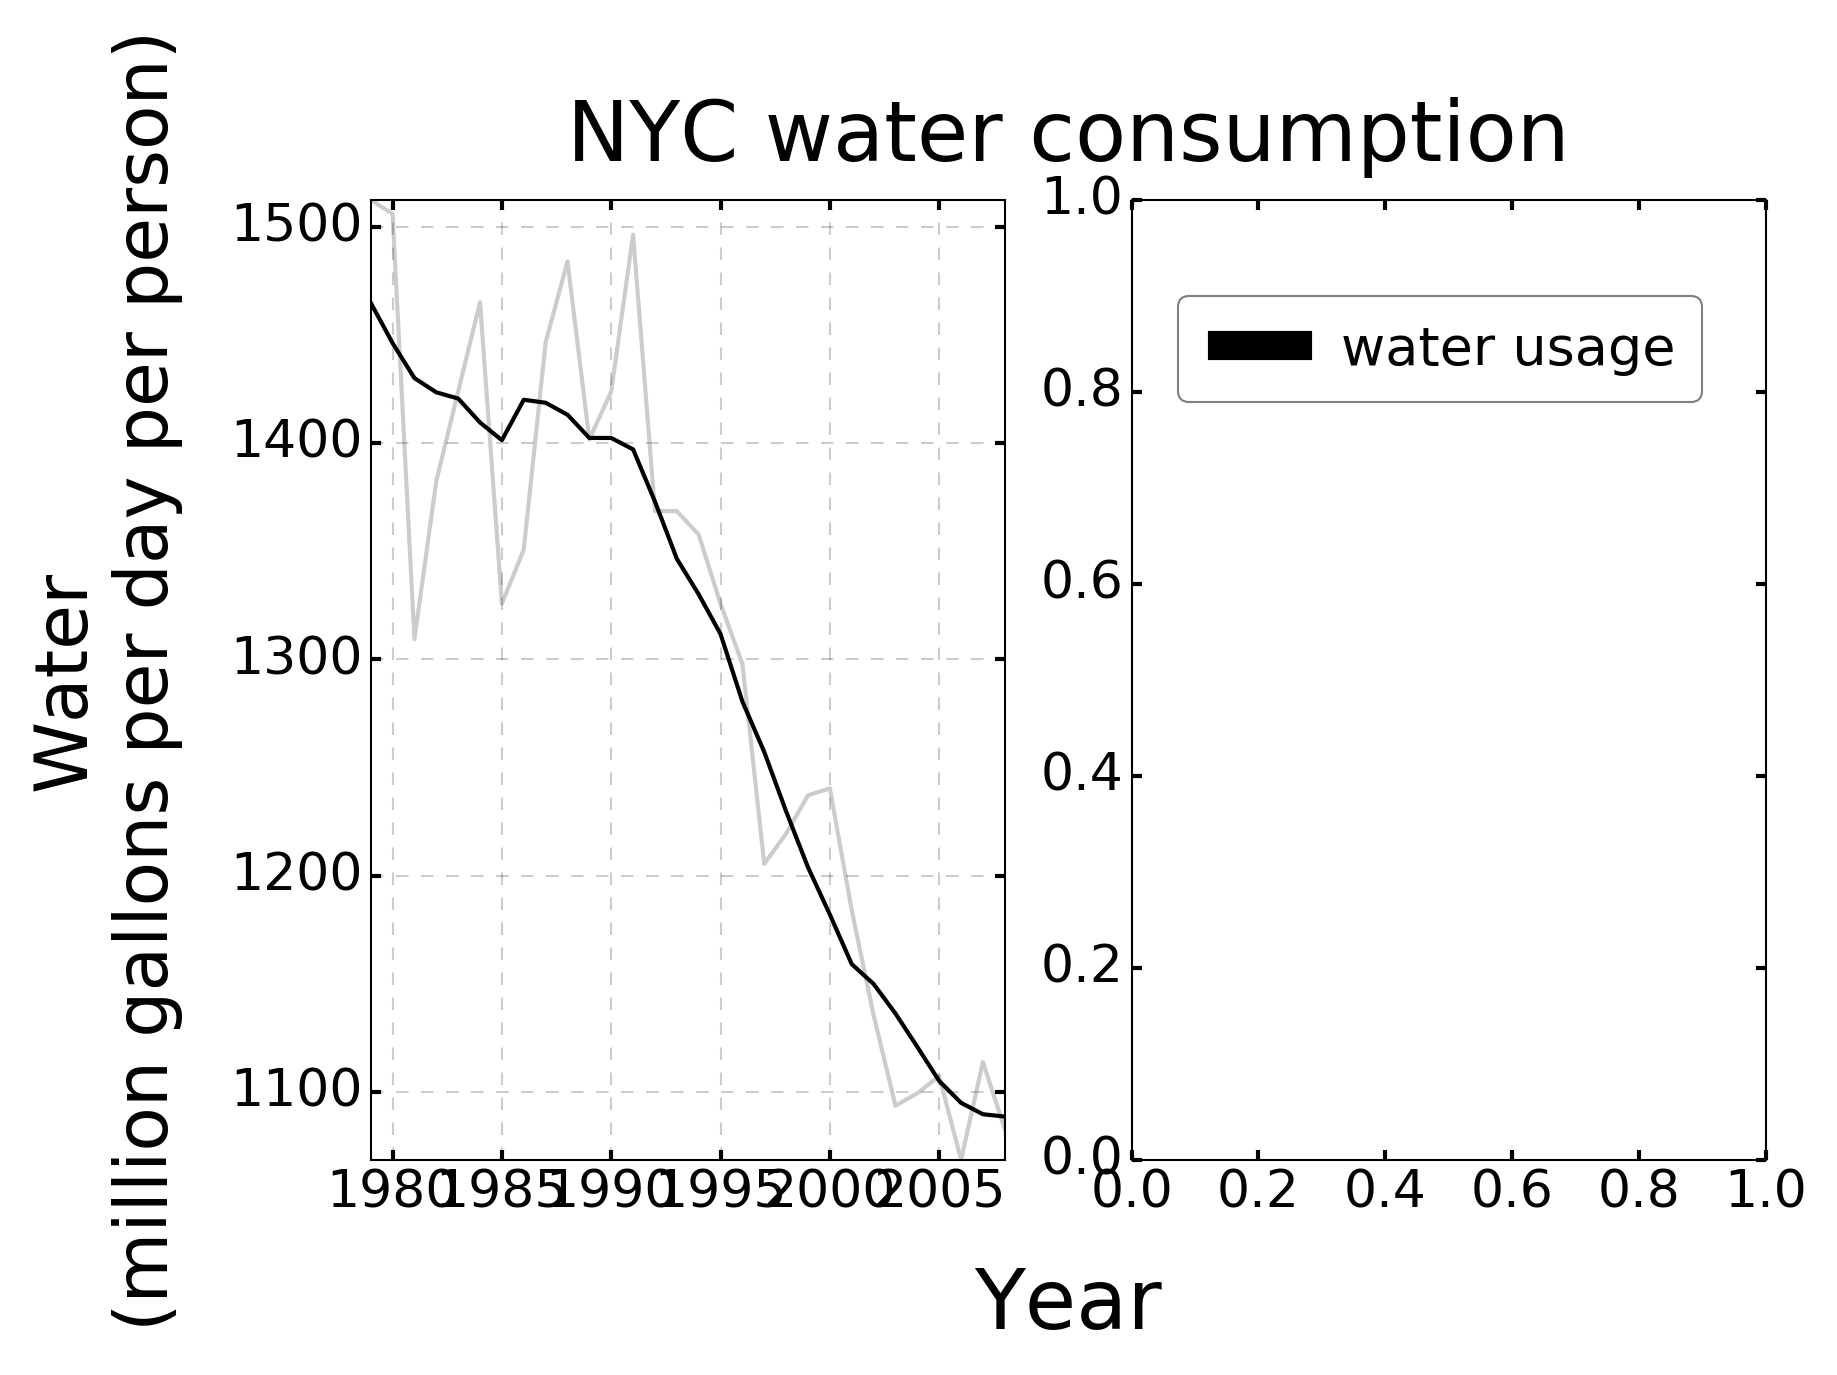 NYC water consumption
Water
(million gallons per day per person)
1500
1400
1300
1200
1100
1980 1985 1990 1995 2000 2005
1.0
0.8
0.6
0.4
0.2
0.0
water usage
0.0 0.2 0.4 0.6 0.8 1.0
Year